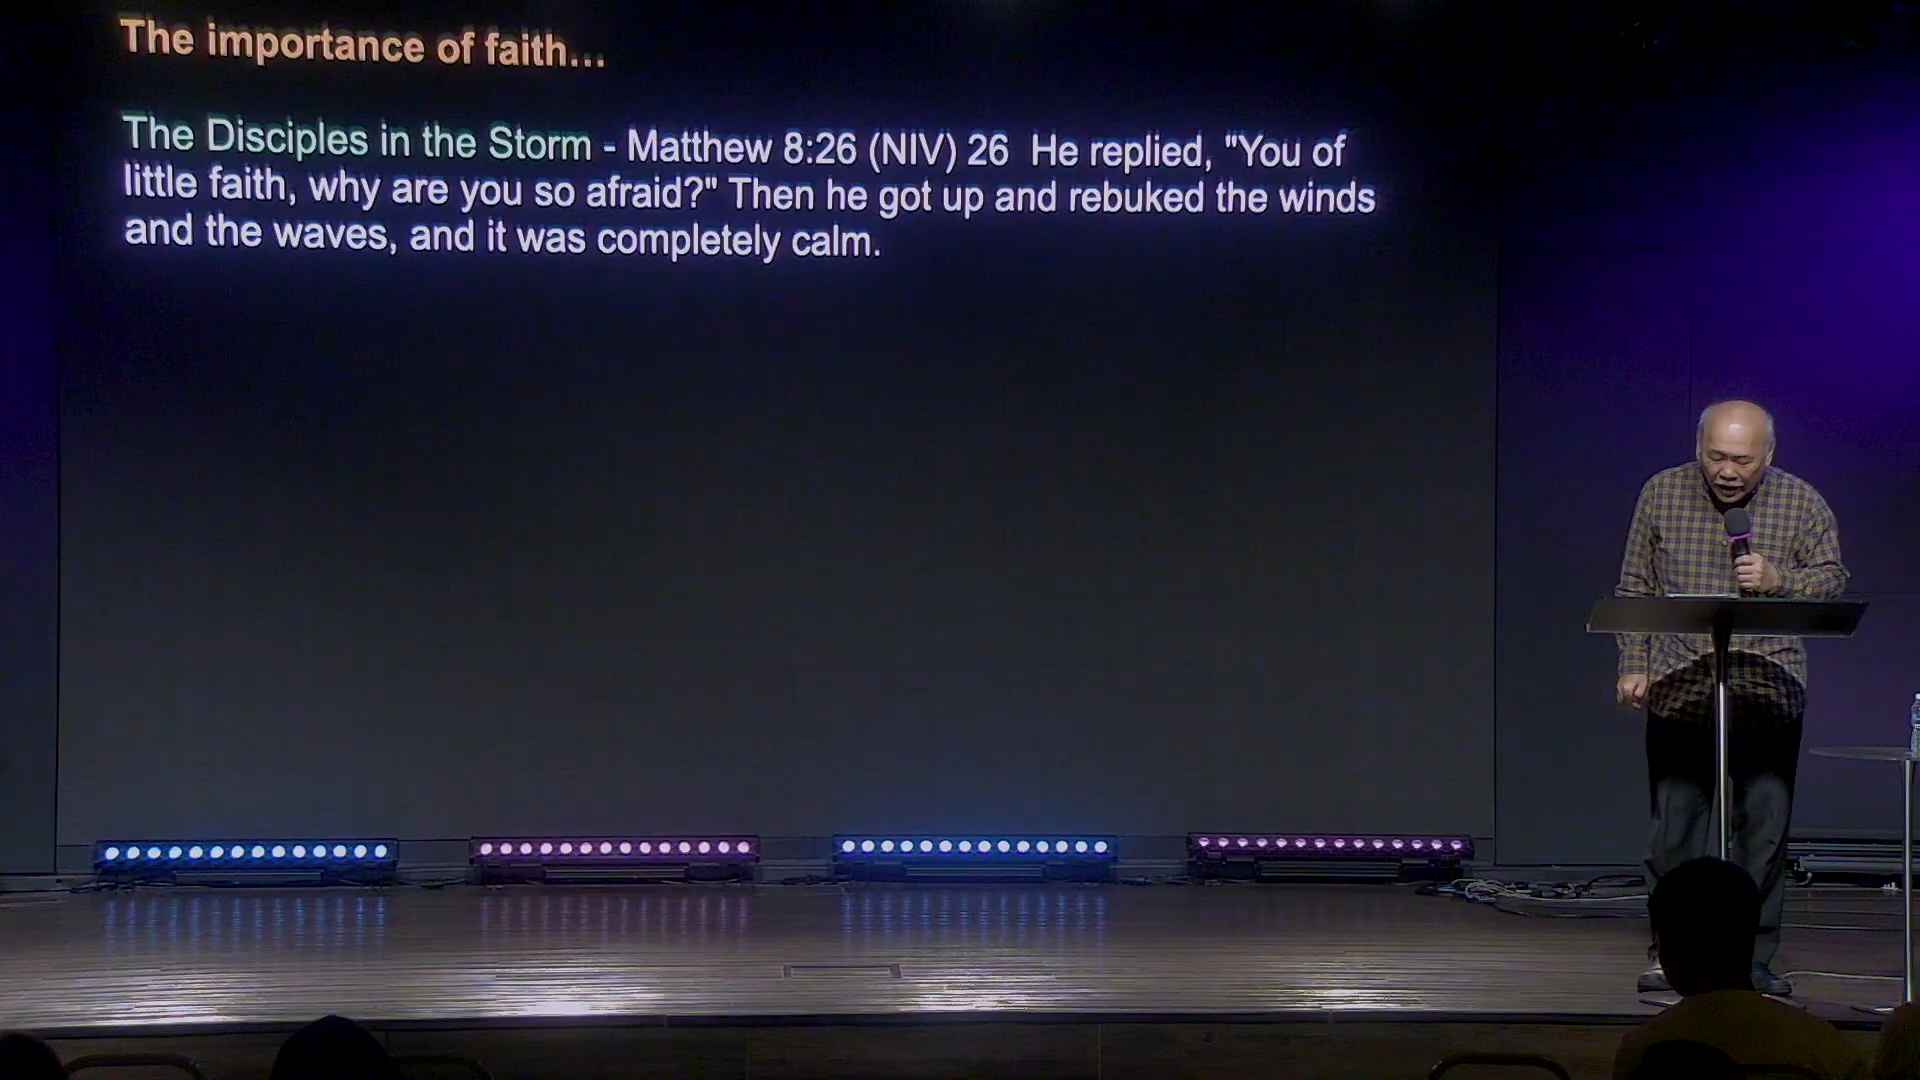 The importance of faith...
The Disciples in the Storm - Matthew 8:26 (NIV) 26  He replied, "You of
little faith, why are you so afraid?" Then he got up and rebuked the winds
and the waves, and it was completely calm.